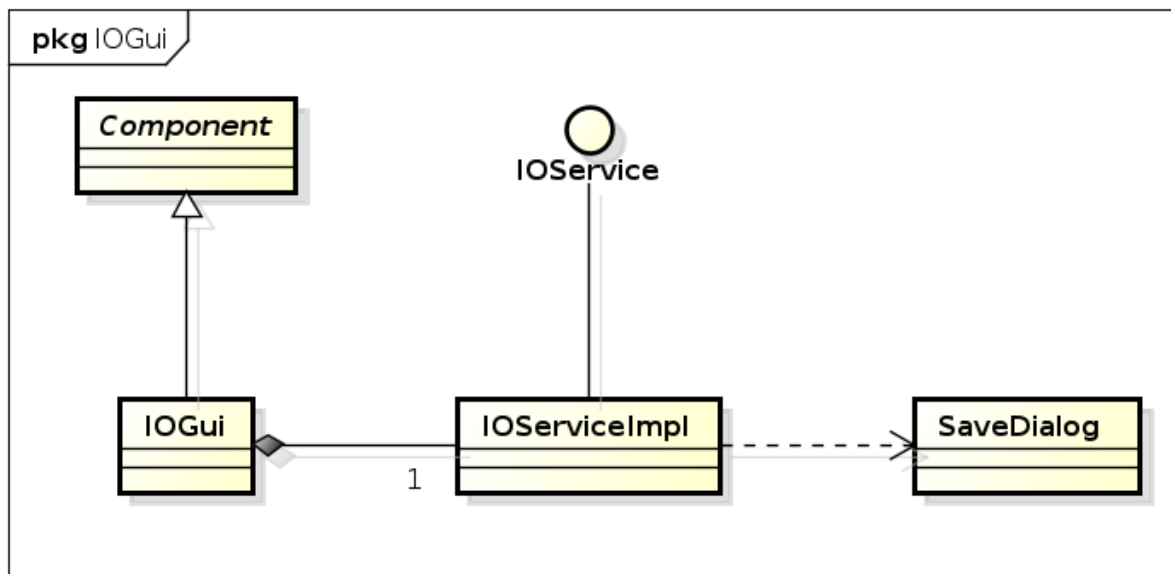 pkg IOGui
Component
IOService
IOGui
IOServiceImpl
SaveDialog
1